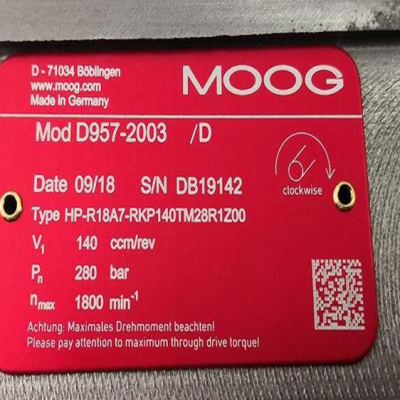 D - 71034 Böblingen
www.moog.com
Made in Germany
MOOG
Mod D957-2003 /D
clockwise
Date 09/18 S/N DB19142
Type HP-R18A7-RKP140TM28R1Z00
V₁ 140 ccm/rev
Pₙ 280 bar
nₘₐₓ 1800 min⁻¹
Achtung: Maximales Drehmoment beachten!
Please pay attention to maximum through drive torque!